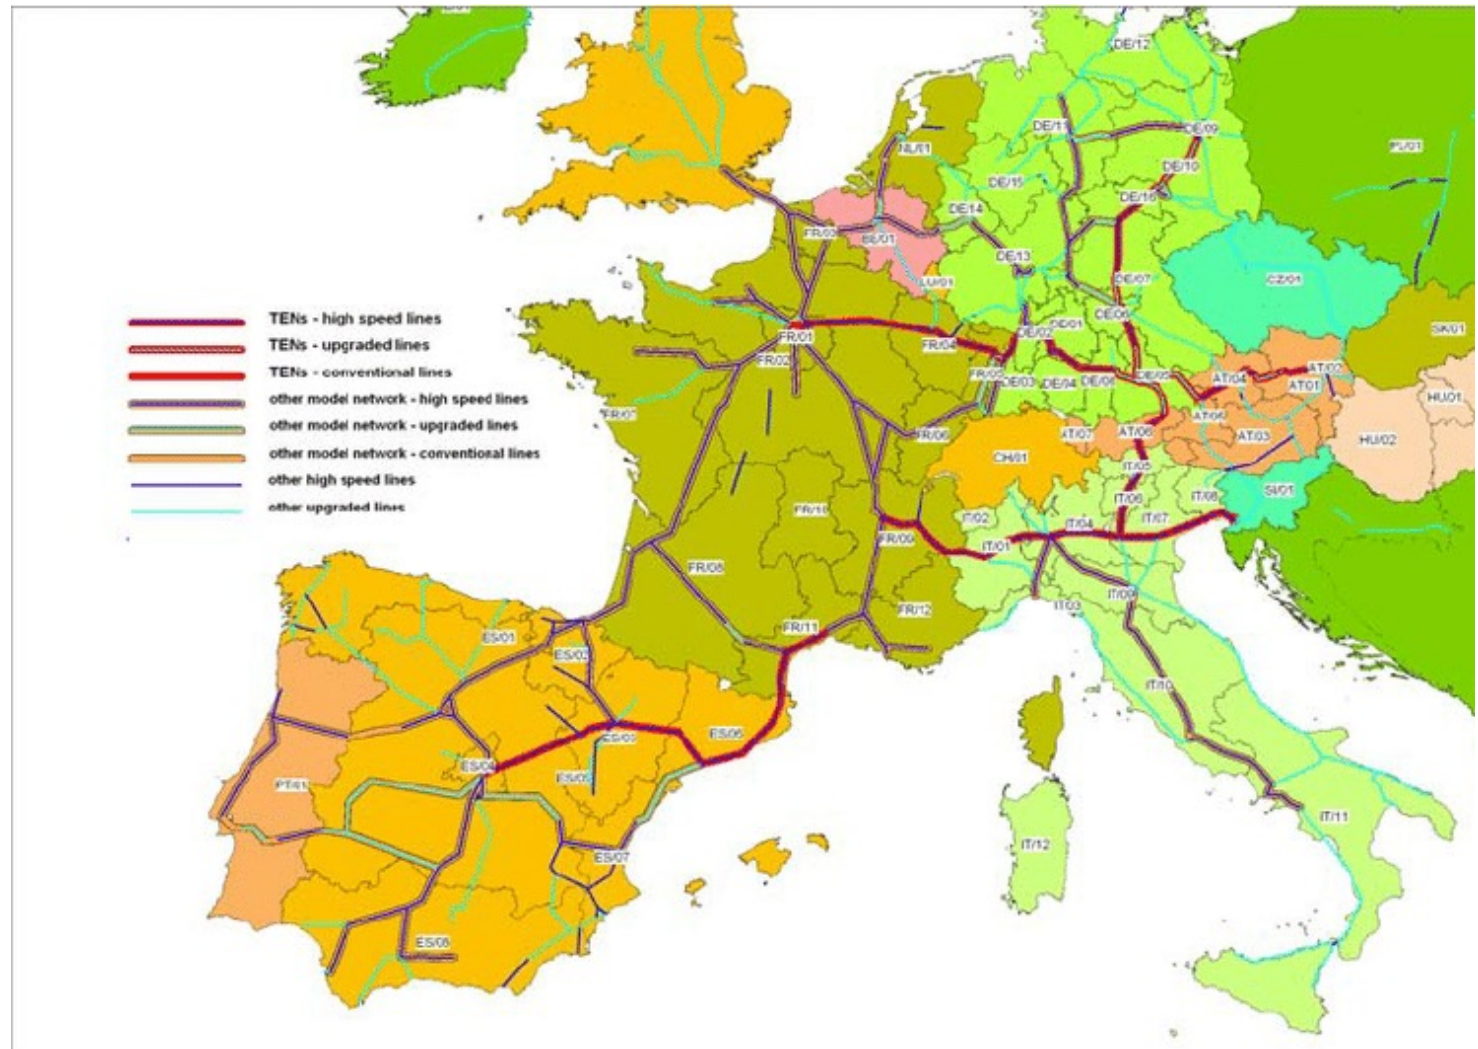 DE/12
DE/11
DE/09
NL/01
PL/01
DE/10
DE/15
DE/16
DE/14
FR/03
BE/01
DE/13
LU/01
DE/07
CZ/01
TENs - high speed lines
TENs - upgraded lines
TENs - conventional lines
other model network - high speed lines
other model network - upgraded lines
other model network - conventional lines
other high speed lines
other upgraded lines
DE/06
SK/01
FR/01
FR/02
FR/04
DE/02
DE/01
FR/05
DE/03
DE/04
DE/08
DE/05
AT/04
AT/02
AT/01
HU/01
FR/07
FR/06
AT/07
AT/06
AT/05
AT/03
HU/02
CH/01
IT/05
IT/06
IT/08
SI/01
FR/10
IT/02
IT/04
IT/07
FR/09
IT/01
FR/08
IT/09
IT/03
FR/12
FR/11
ES/01
ES/02
IT/10
ES/03
ES/06
ES/04
PT/01
IT/11
IT/12
ES/07
ES/08